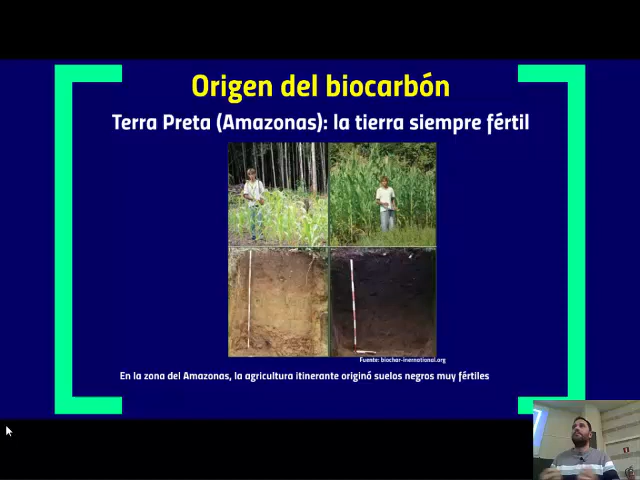 Origen del biocarbón
Terra Preta (Amazonas): la tierra siempre fértil
Fuente: biochar-inernational.org
En la zona del Amazonas, la agricultura itinerante originó suelos negros muy fértiles